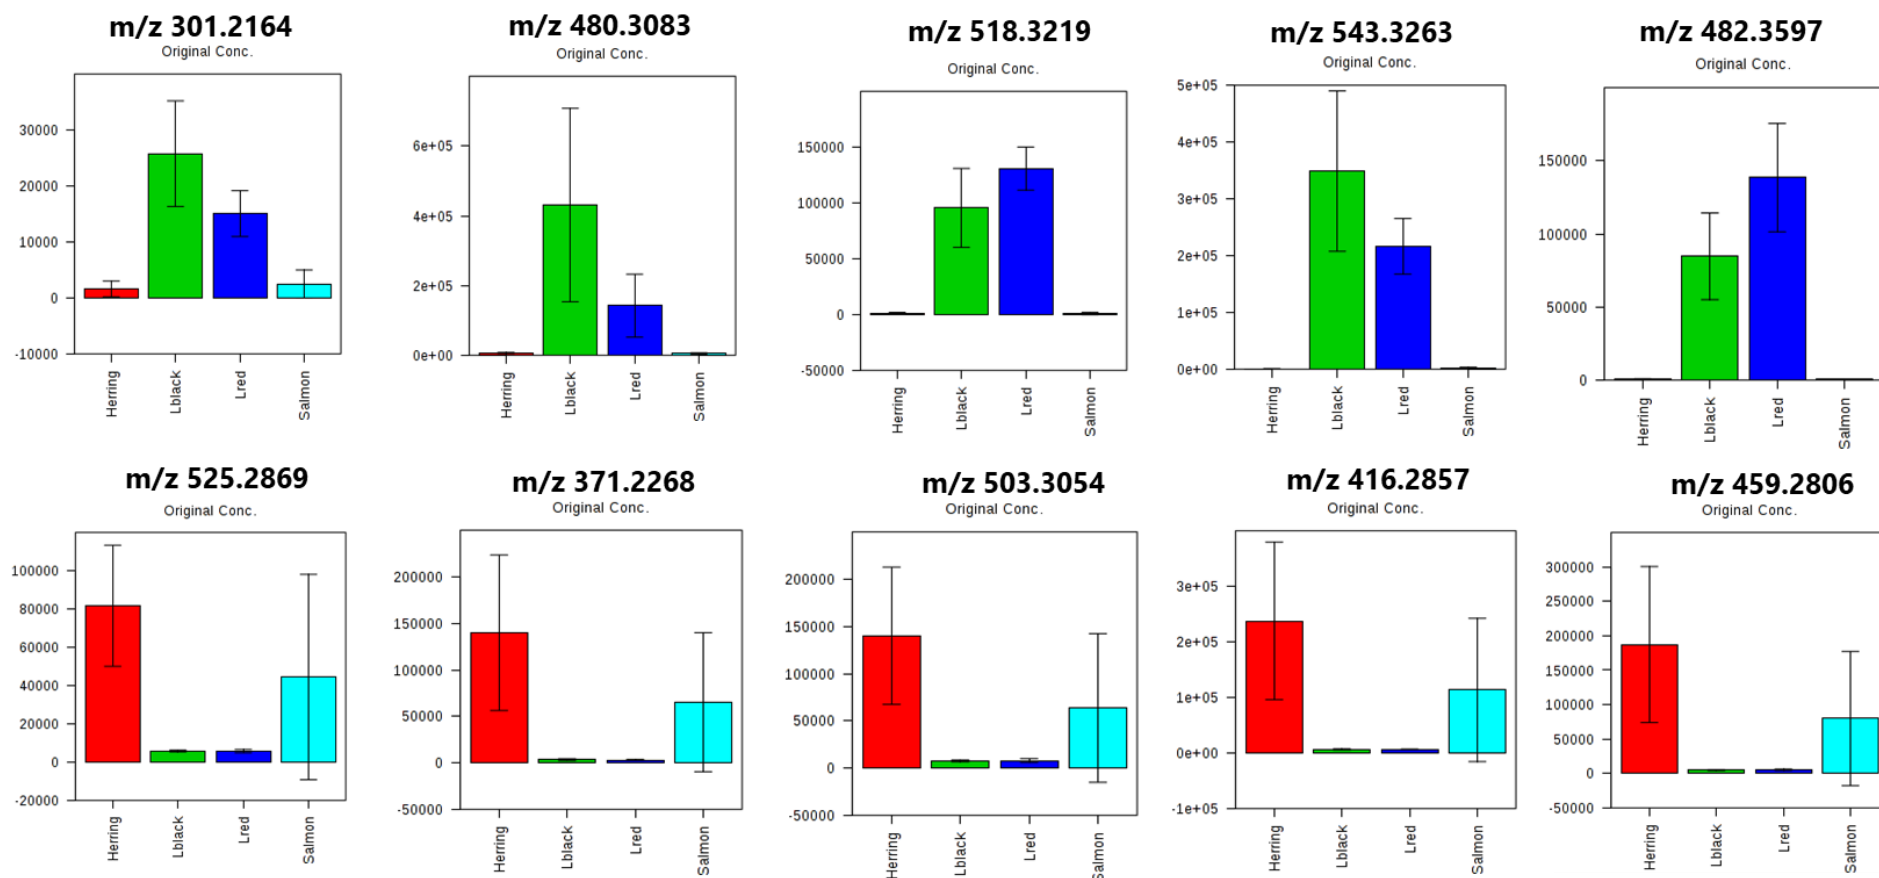 m/z 301.2164
Original Conc.
30000
20000
10000
0
-10000
Herring
Lblack
Lred
Salmon
m/z 480.3083
Original Conc.
6e+05
4e+05
2e+05
0e+00
Herring
Lblack
Lred
Salmon
m/z 518.3219
Original Conc.
150000
100000
50000
0
-50000
Herring
Lblack
Lred
Salmon
m/z 543.3263
Original Conc.
5e+05
4e+05
3e+05
2e+05
1e+05
0e+00
Herring
Lblack
Lred
Salmon
m/z 482.3597
Original Conc.
150000
100000
50000
0
Herring
Lblack
Lred
Salmon
m/z 525.2869
Original Conc.
100000
80000
60000
40000
20000
0
-20000
Herring
Lblack
Lred
Salmon
m/z 371.2268
Original Conc.
200000
150000
100000
50000
0
-50000
Herring
Lblack
Lred
Salmon
m/z 503.3054
Original Conc.
200000
150000
100000
50000
0
-50000
Herring
Lblack
Lred
Salmon
m/z 416.2857
Original Conc.
3e+05
2e+05
1e+05
0e+00
-1e+05
Herring
Lblack
Lred
Salmon
m/z 459.2806
Original Conc.
300000
250000
200000
150000
100000
50000
0
-50000
Herring
Lblack
Lred
Salmon